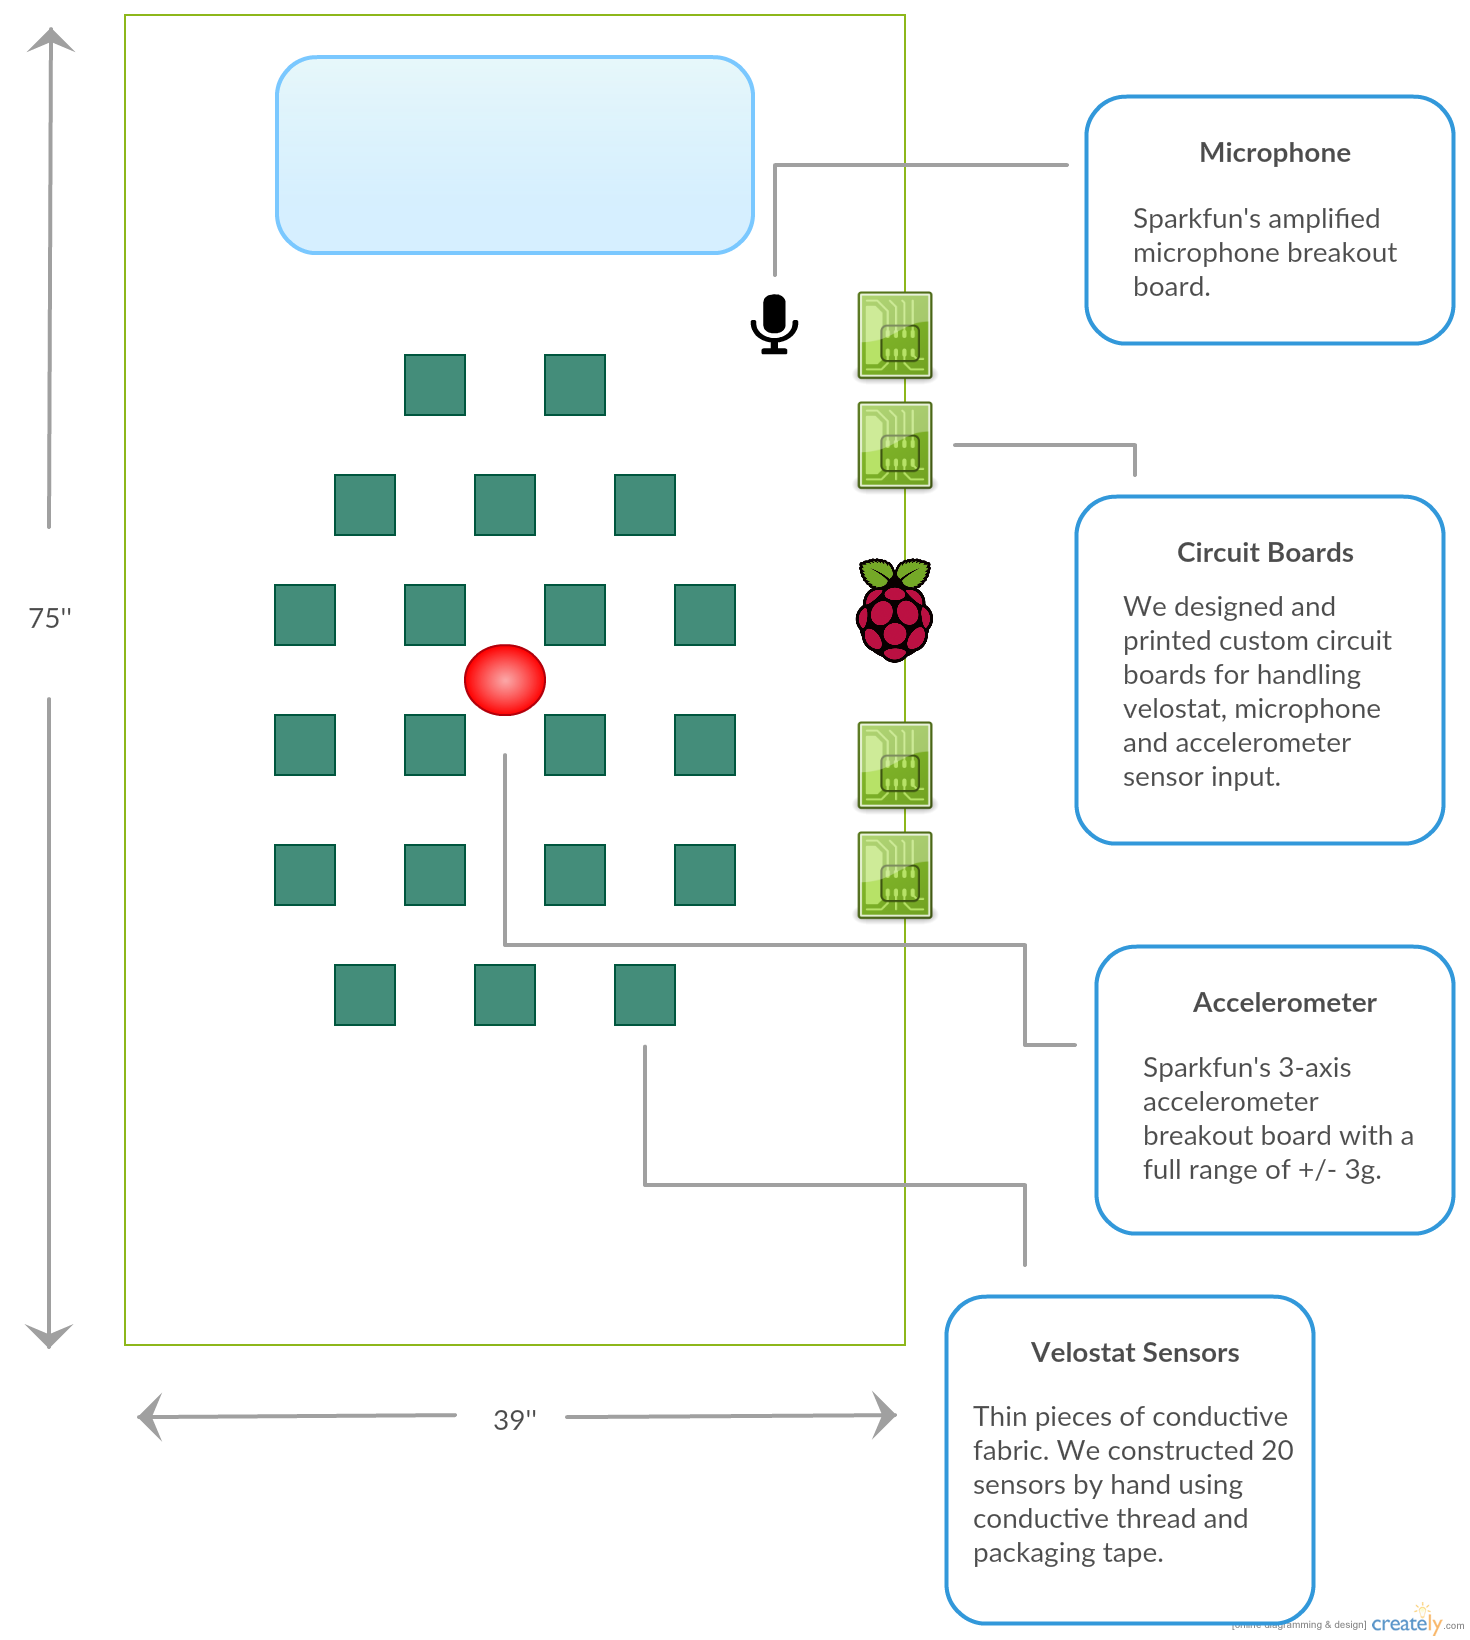 Microphone
Sparkfun's amplified
microphone breakout
board.
Circuit Boards
We designed and
printed custom circuit
boards for handling
velostat, microphone
and accelerometer
sensor input.
75''
Accelerometer
Sparkfun's 3-axis
accelerometer
breakout board with a
full range of +/- 3g.
Velostat Sensors
Thin pieces of conductive
fabric. We constructed 20
sensors by hand using
conductive thread and
packaging tape.
39''
[online diagramming & design] creately.com